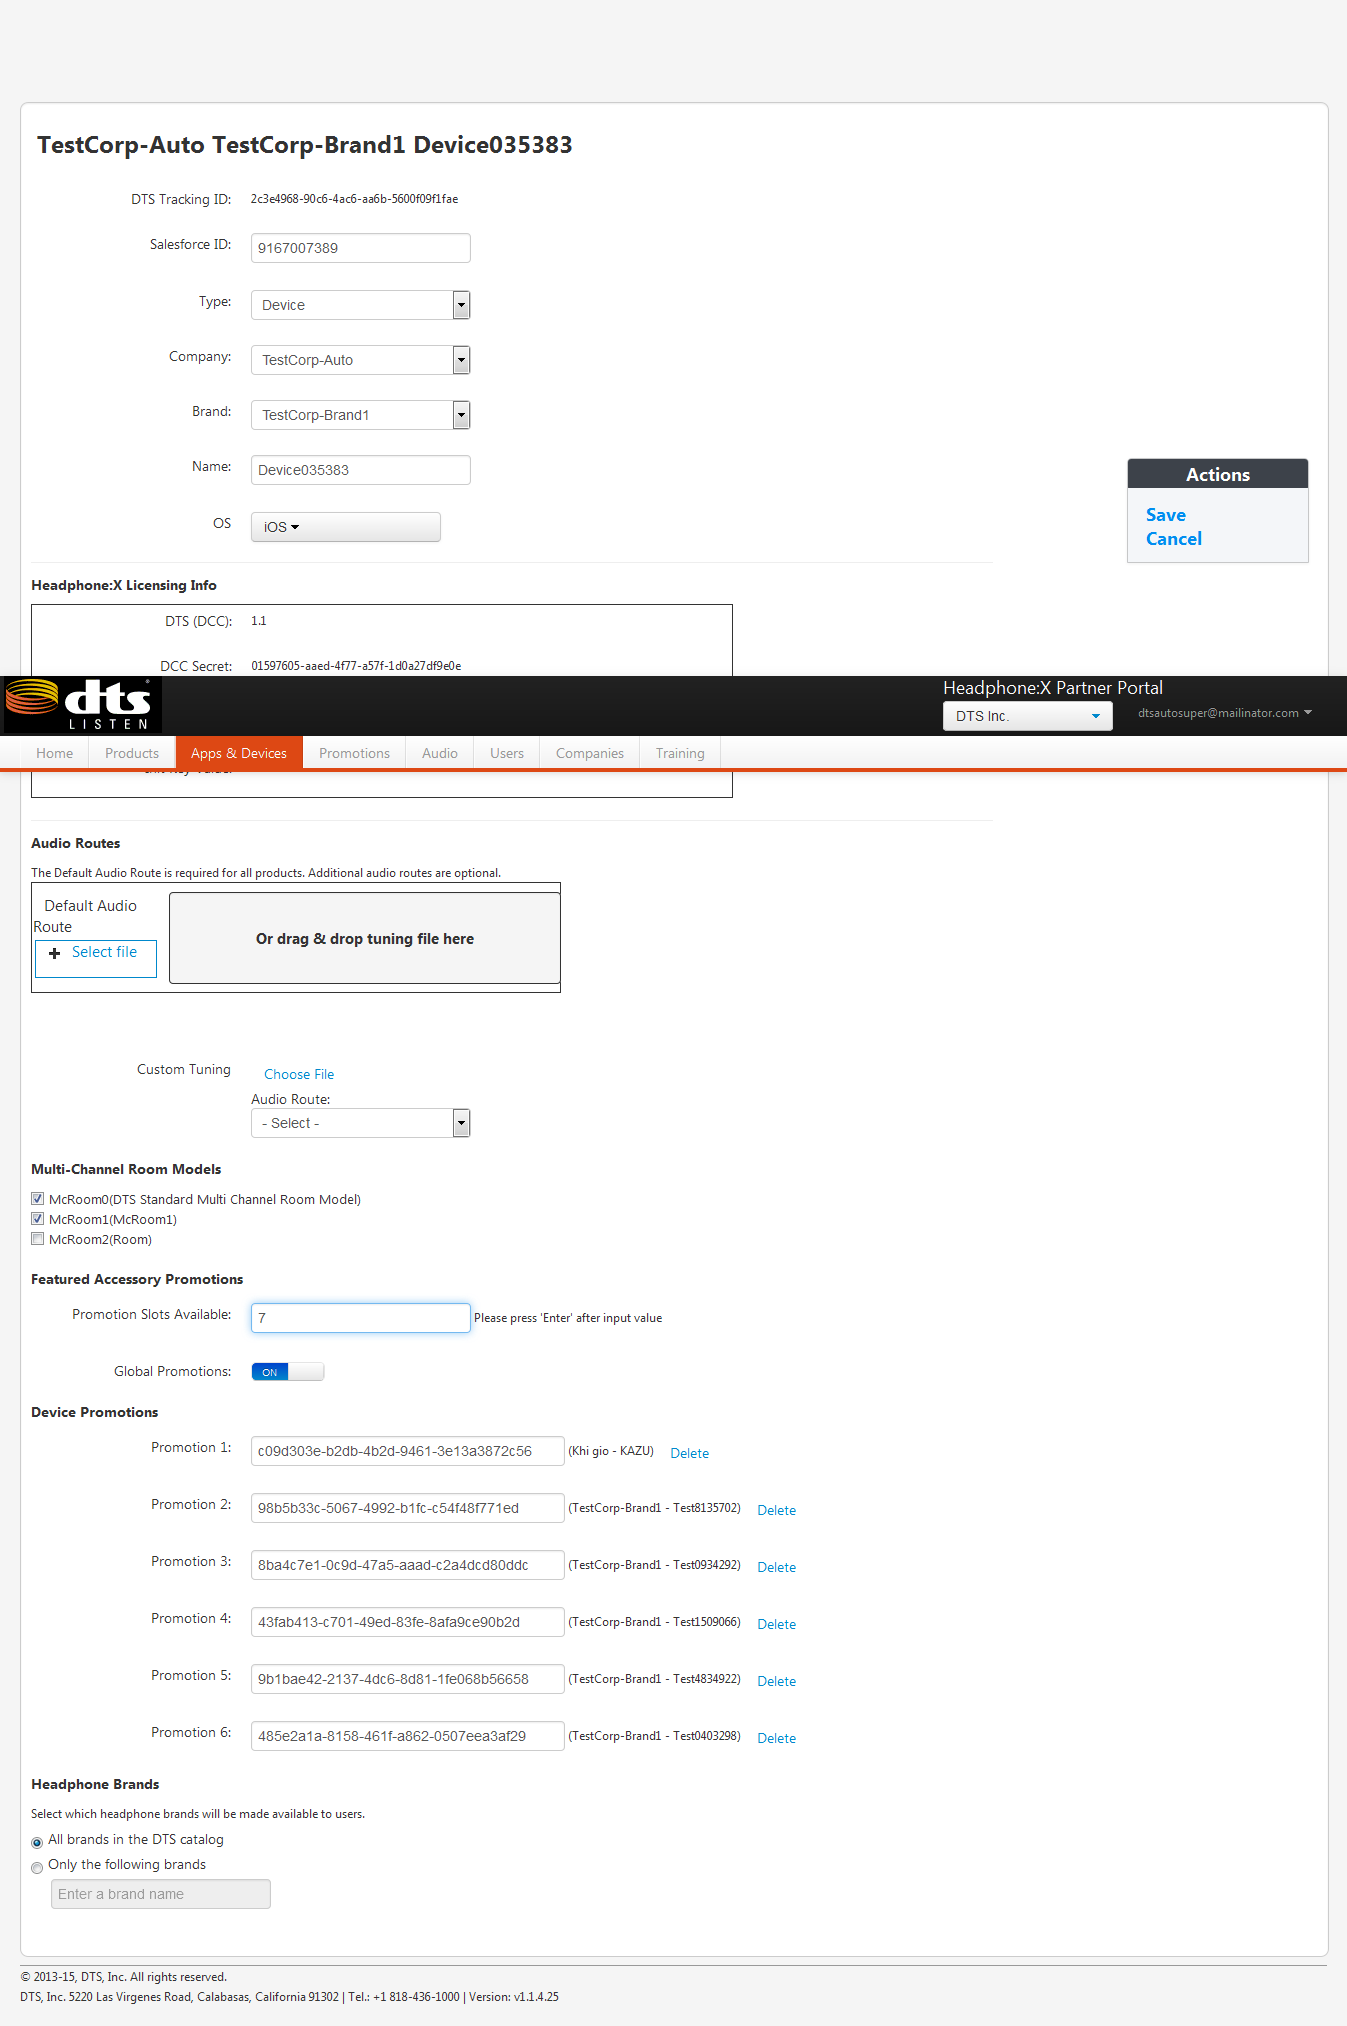 TestCorp-Auto TestCorp-Brand1 Device035383
DTS Tracking ID: 2c3e4968-90c6-4ac6-aa6b-5600f09f1fae
Salesforce ID: 9167007389
Type: Device
Company: TestCorp-Auto
Brand: TestCorp-Brand1
Name: Device035383
Actions
Save
Cancel
OS iOS
Headphone:X Licensing Info
DTS (DCC): 1.1
DCC Secret: 01597605-aaed-4f77-a57f-1d0a27df9e0e
dts
LISTEN
Headphone:X Partner Portal
DTS Inc. dtsautosuper@mailinator.com
Home Products Apps & Devices Promotions Audio Users Companies Training
Audio Routes
The Default Audio Route is required for all products. Additional audio routes are optional.
Default Audio
Route
Select file
Or drag & drop tuning file here
Custom Tuning Choose File
Audio Route:
- Select -
Multi-Channel Room Models
McRoom0(DTS Standard Multi Channel Room Model)
McRoom1(McRoom1)
McRoom2(Room)
Featured Accessory Promotions
Promotion Slots Available: 7 Please press 'Enter' after input value
Global Promotions: ON
Device Promotions
Promotion 1: c09d303e-b2db-4b2d-9461-3e13a3872c56 (Khi gio - KAZU) Delete
Promotion 2: 98b5b33c-5067-4992-b1fc-c54f48f771ed (TestCorp-Brand1 - Test8135702) Delete
Promotion 3: 8ba4c7e1-0c9d-47a5-aaad-c2a4dcd80ddc (TestCorp-Brand1 - Test0934292) Delete
Promotion 4: 43fab413-c701-49ed-83fe-8afa9ce90b2d (TestCorp-Brand1 - Test1509066) Delete
Promotion 5: 9b1bae42-2137-4dc6-8d81-1fe068b56658 (TestCorp-Brand1 - Test4834922) Delete
Promotion 6: 485e2a1a-8158-461f-a862-0507eea3af29 (TestCorp-Brand1 - Test0403298) Delete
Headphone Brands
Select which headphone brands will be made available to users.
All brands in the DTS catalog
Only the following brands
Enter a brand name
© 2013-15, DTS, Inc. All rights reserved.
DTS, Inc. 5220 Las Virgenes Road, Calabasas, California 91302 | Tel.: +1 818-436-1000 | Version: v1.1.4.25